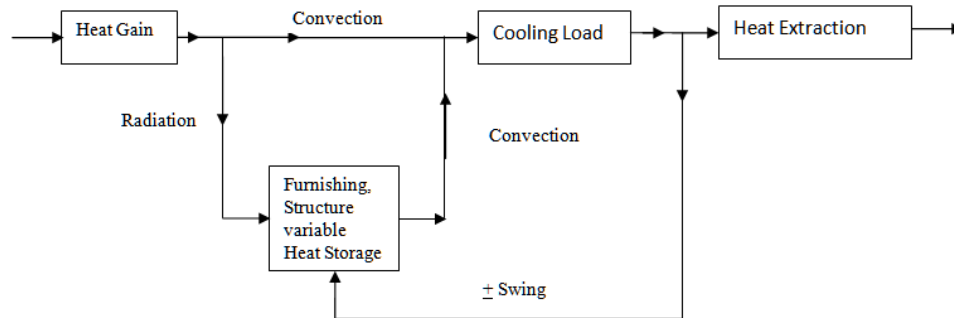 Convection
Heat Gain
Cooling Load
Heat Extraction
Radiation
Convection
Furnishing,
Structure
variable
Heat Storage
± Swing